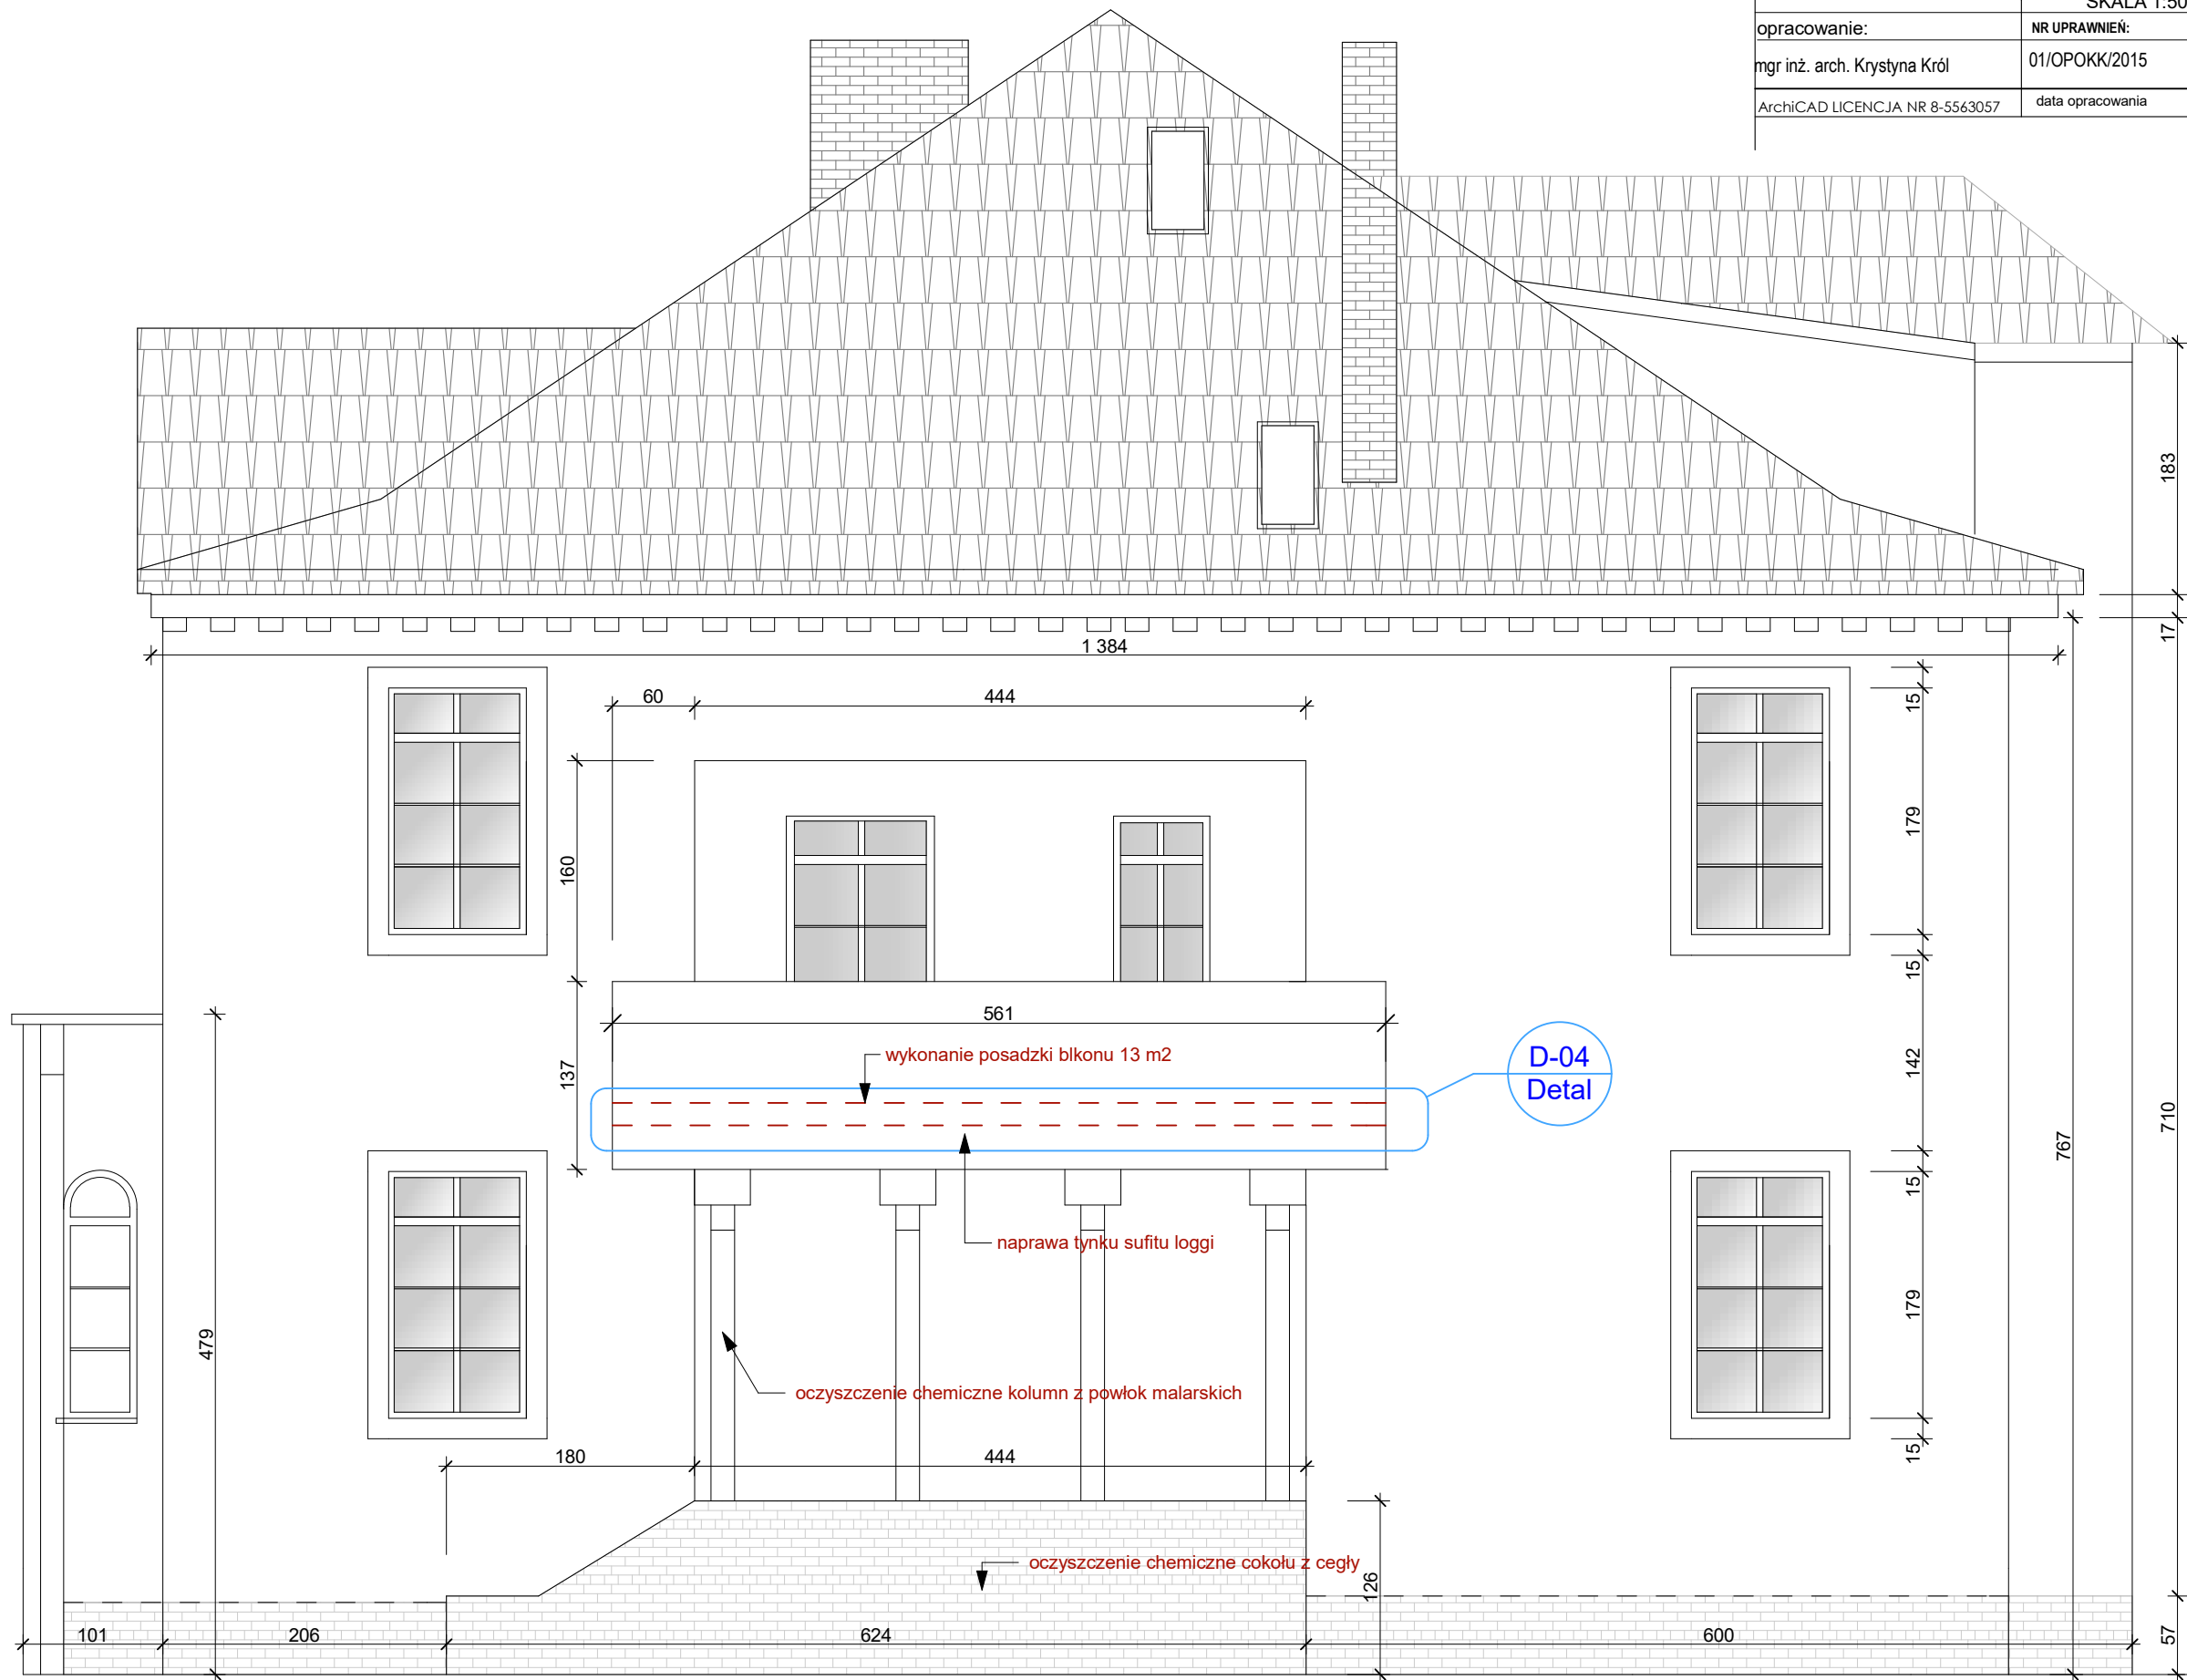 SKALA 1:50
opracowanie:
NR UPRAWNIEŃ:
mgr inż. arch. Krystyna Król
01/OPOKK/2015
ArchiCAD LICENCJA NR 8-5563057
data opracowania
183
17
1 384
60
444
15
179
160
15
561
wykonanie posadzki blkonu 13 m2
D-04
Detal
137
142
710
767
15
naprawa tynku sufitu loggi
479
179
oczyszczenie chemiczne kolumn z powłok malarskich
180
444
15
oczyszczenie chemiczne cokołu z cegły
126
101
206
624
600
57